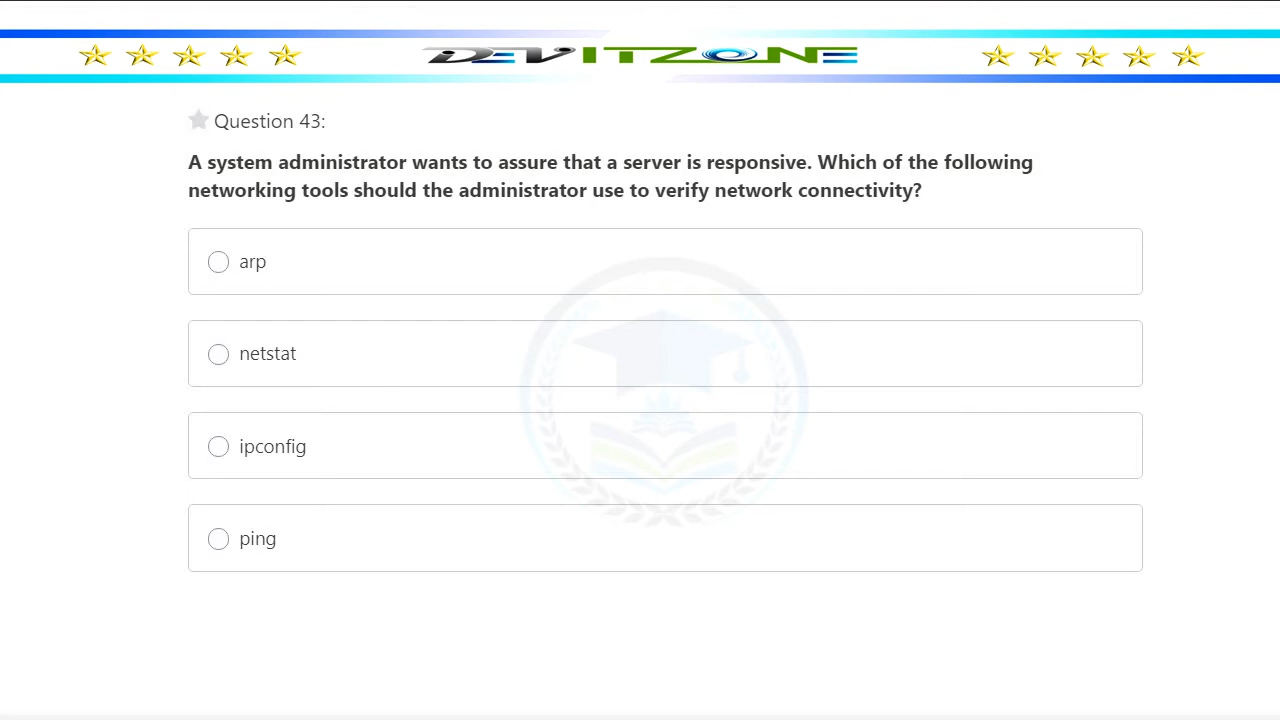 DEVITZONE
Question 43:
A system administrator wants to assure that a server is responsive. Which of the following
networking tools should the administrator use to verify network connectivity?
arp
netstat
ipconfig
ping